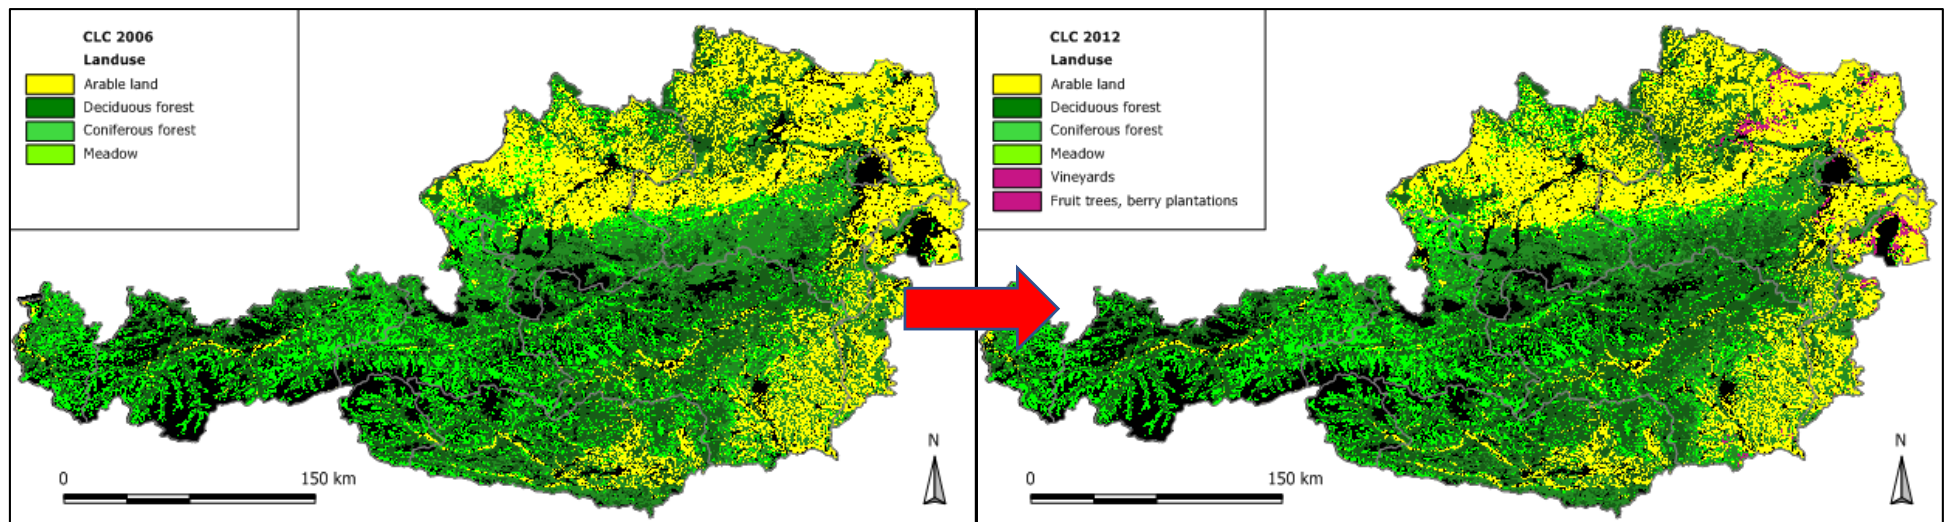 CLC 2006
Landuse
Arable land
Deciduous forest
Coniferous forest
Meadow
N
0 150 km
CLC 2012
Landuse
Arable land
Deciduous forest
Coniferous forest
Meadow
Vineyards
Fruit trees, berry plantations
N
0 150 km